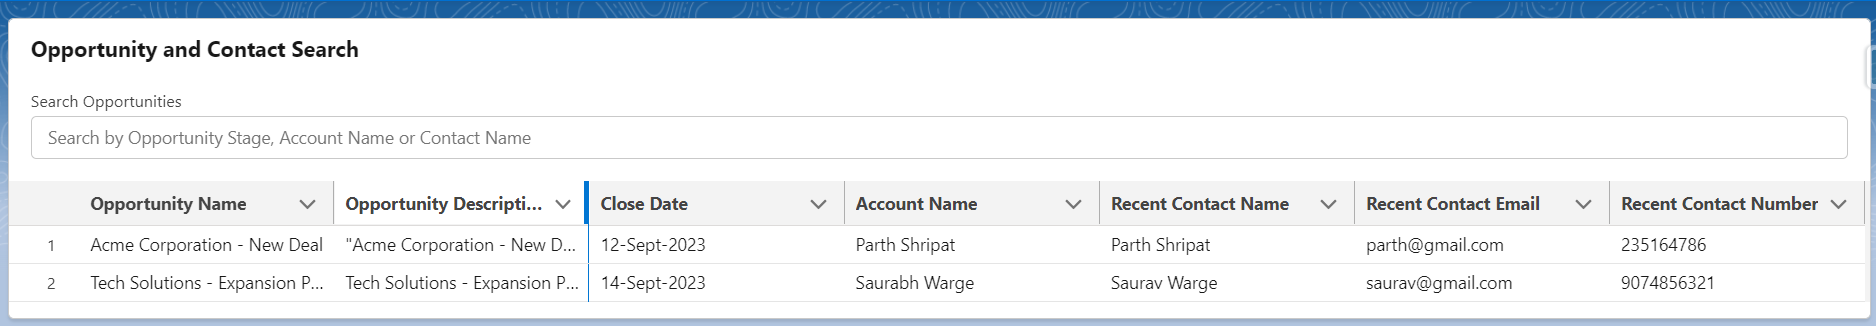 Opportunity and Contact Search
Search Opportunities
Search by Opportunity Stage, Account Name or Contact Name
Opportunity Name Opportunity Descripti... Close Date Account Name Recent Contact Name Recent Contact Email Recent Contact Number
1 Acme Corporation - New Deal "Acme Corporation - New D... 12-Sept-2023 Parth Shripat Parth Shripat parth@gmail.com 235164786
2 Tech Solutions - Expansion P... Tech Solutions - Expansion P... 14-Sept-2023 Saurabh Warge Saurav Warge saurav@gmail.com 9074856321